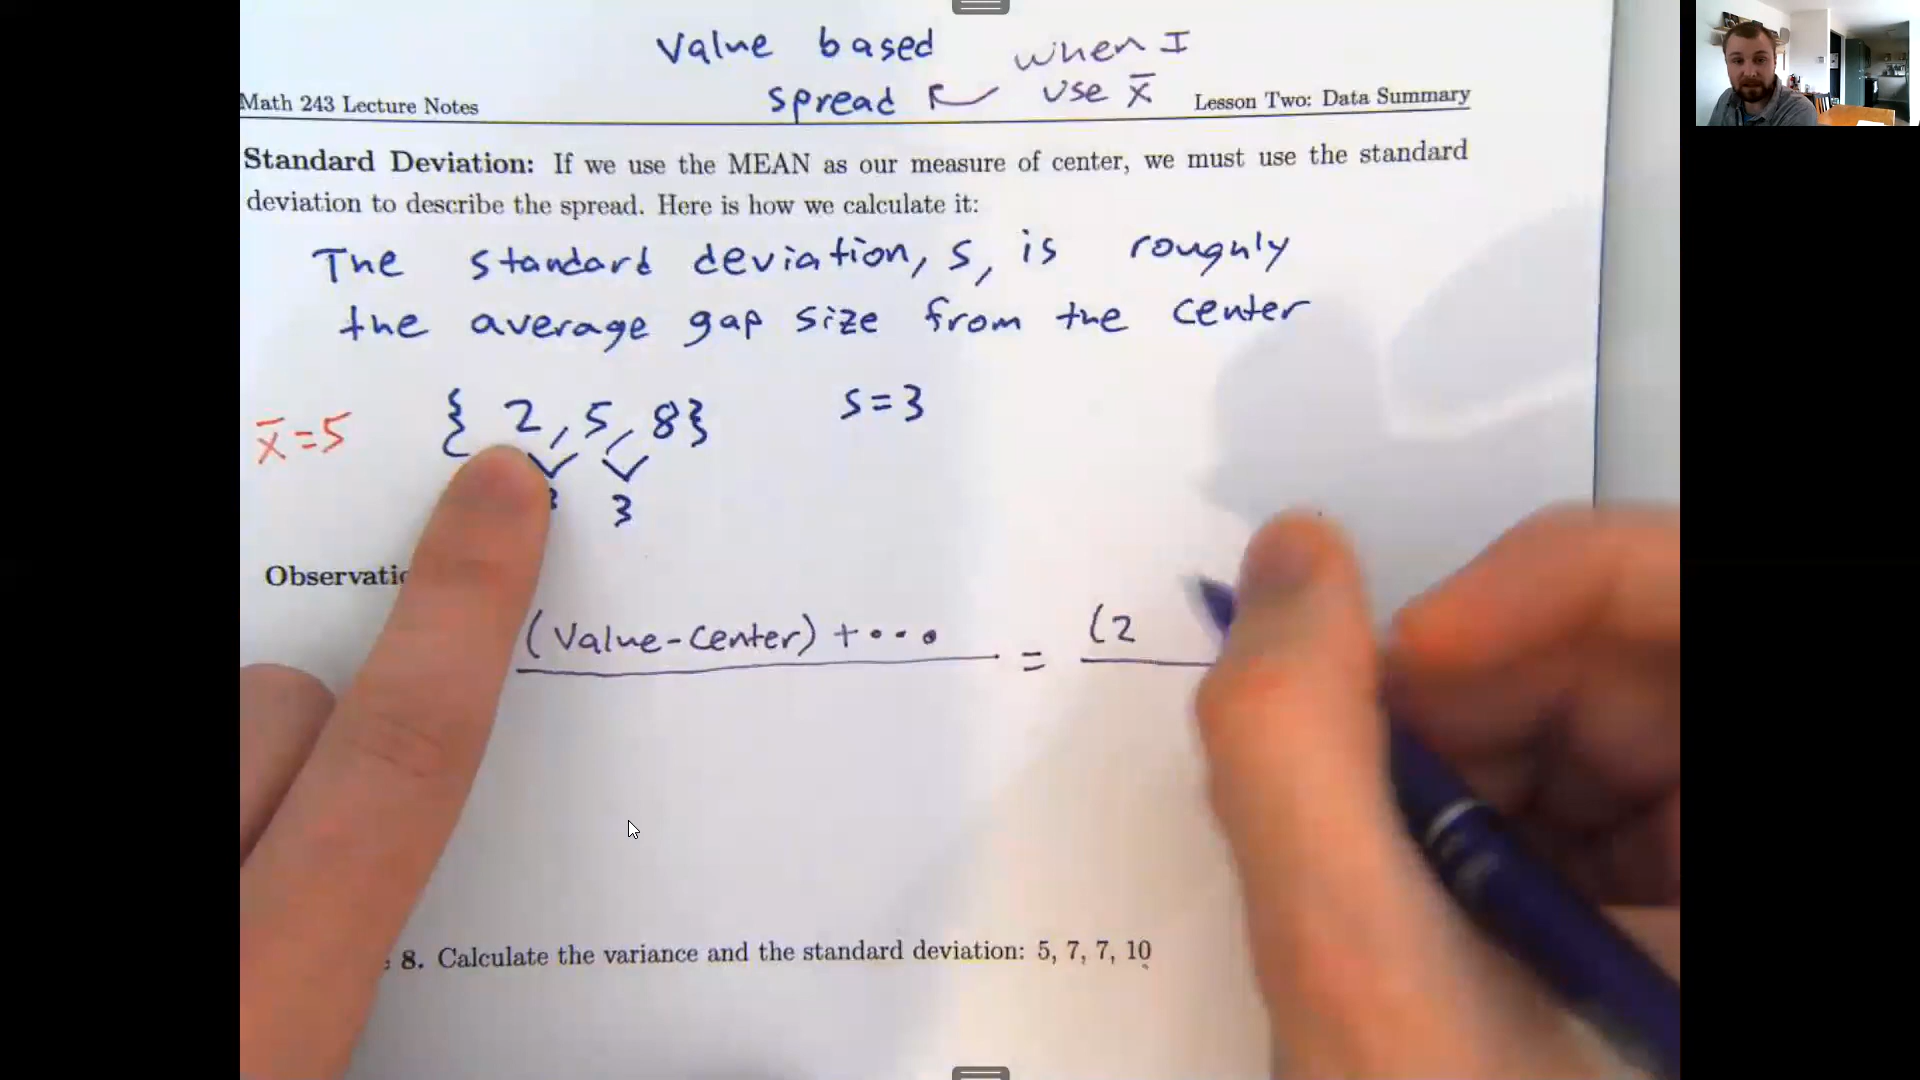 Value based when I
spread use x̄
Math 243 Lecture Notes Lesson Two: Data Summary
Standard Deviation: If we use the MEAN as our measure of center, we must use the standard
deviation to describe the spread. Here is how we calculate it:
The standard deviation, s, is roughly
the average gap size from the center
x̄=5 { 2, 5, 8} s=3
3
(Value-Center) + ... = (2
8. Calculate the variance and the standard deviation: 5, 7, 7, 10